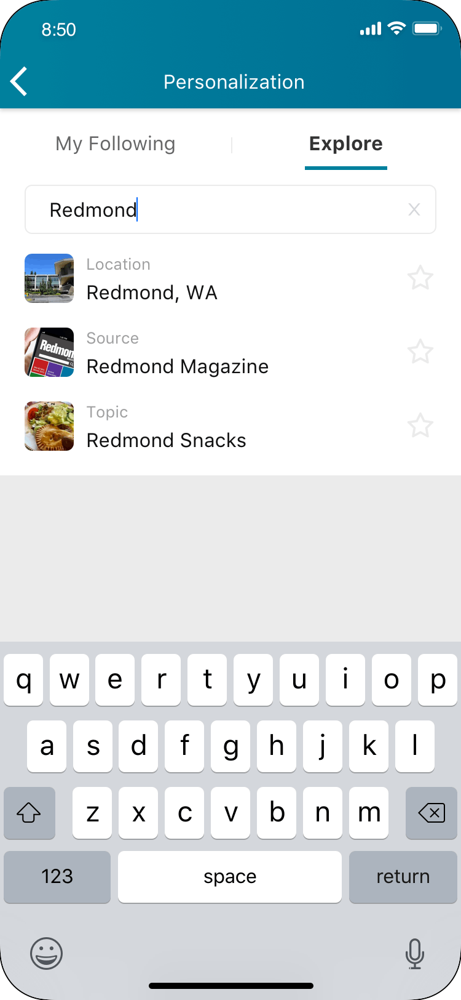 8:50
Personalization
My Following
Explore
Redmond
Location
Redmond, WA
Source
Redmond Magazine
Topic
Redmond Snacks
q w e r t y u i o p
a s d f g h j k l
z x c v b n m
123 space return